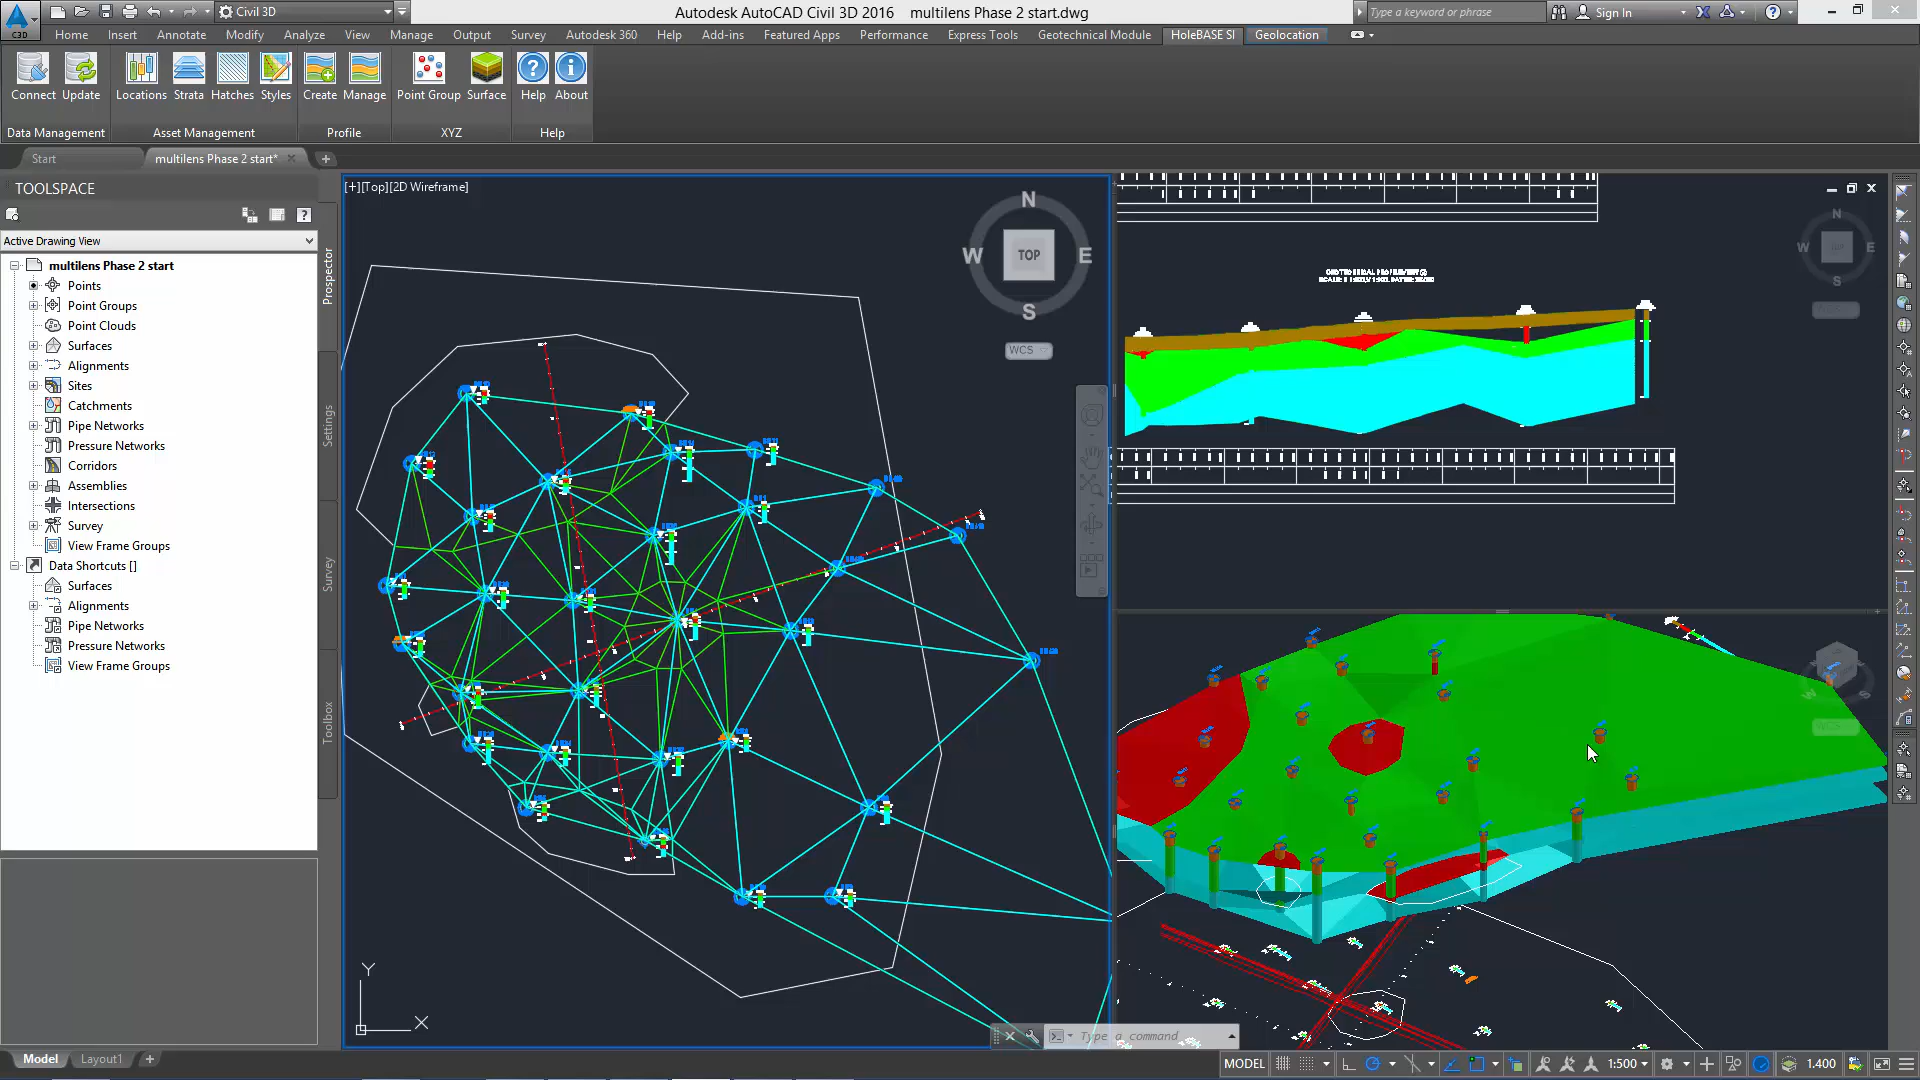 Civil 3D
Autodesk AutoCAD Civil 3D 2016 multilens Phase 2 start.dwg
Type a keyword or phrase
Sign In
C3D
Home Insert Annotate Modify Analyze View Manage Output Survey Autodesk 360 Help Add-ins Featured Apps Performance Express Tools Geotechnical Module HoleBASE SI Geolocation
Connect Update Locations Strata Hatches Styles Create Manage Point Group Surface Help About
Data Management Asset Management Profile XYZ Help
Start multilens Phase 2 start*
TOOLSPACE
Active Drawing View
multilens Phase 2 start
Points
Point Groups
Point Clouds
Surfaces
Alignments
Sites
Catchments
Pipe Networks
Pressure Networks
Corridors
Assemblies
Intersections
Survey
View Frame Groups
Data Shortcuts []
Surfaces
Alignments
Pipe Networks
Pressure Networks
View Frame Groups
Prospector
Settings
Survey
Toolbox
[+][Top][2D Wireframe]
N
W TOP E
S
WCS
Y
X
N
W E
S
W S
WCS
Type a command
Model Layout1
MODEL 1:500 1.400